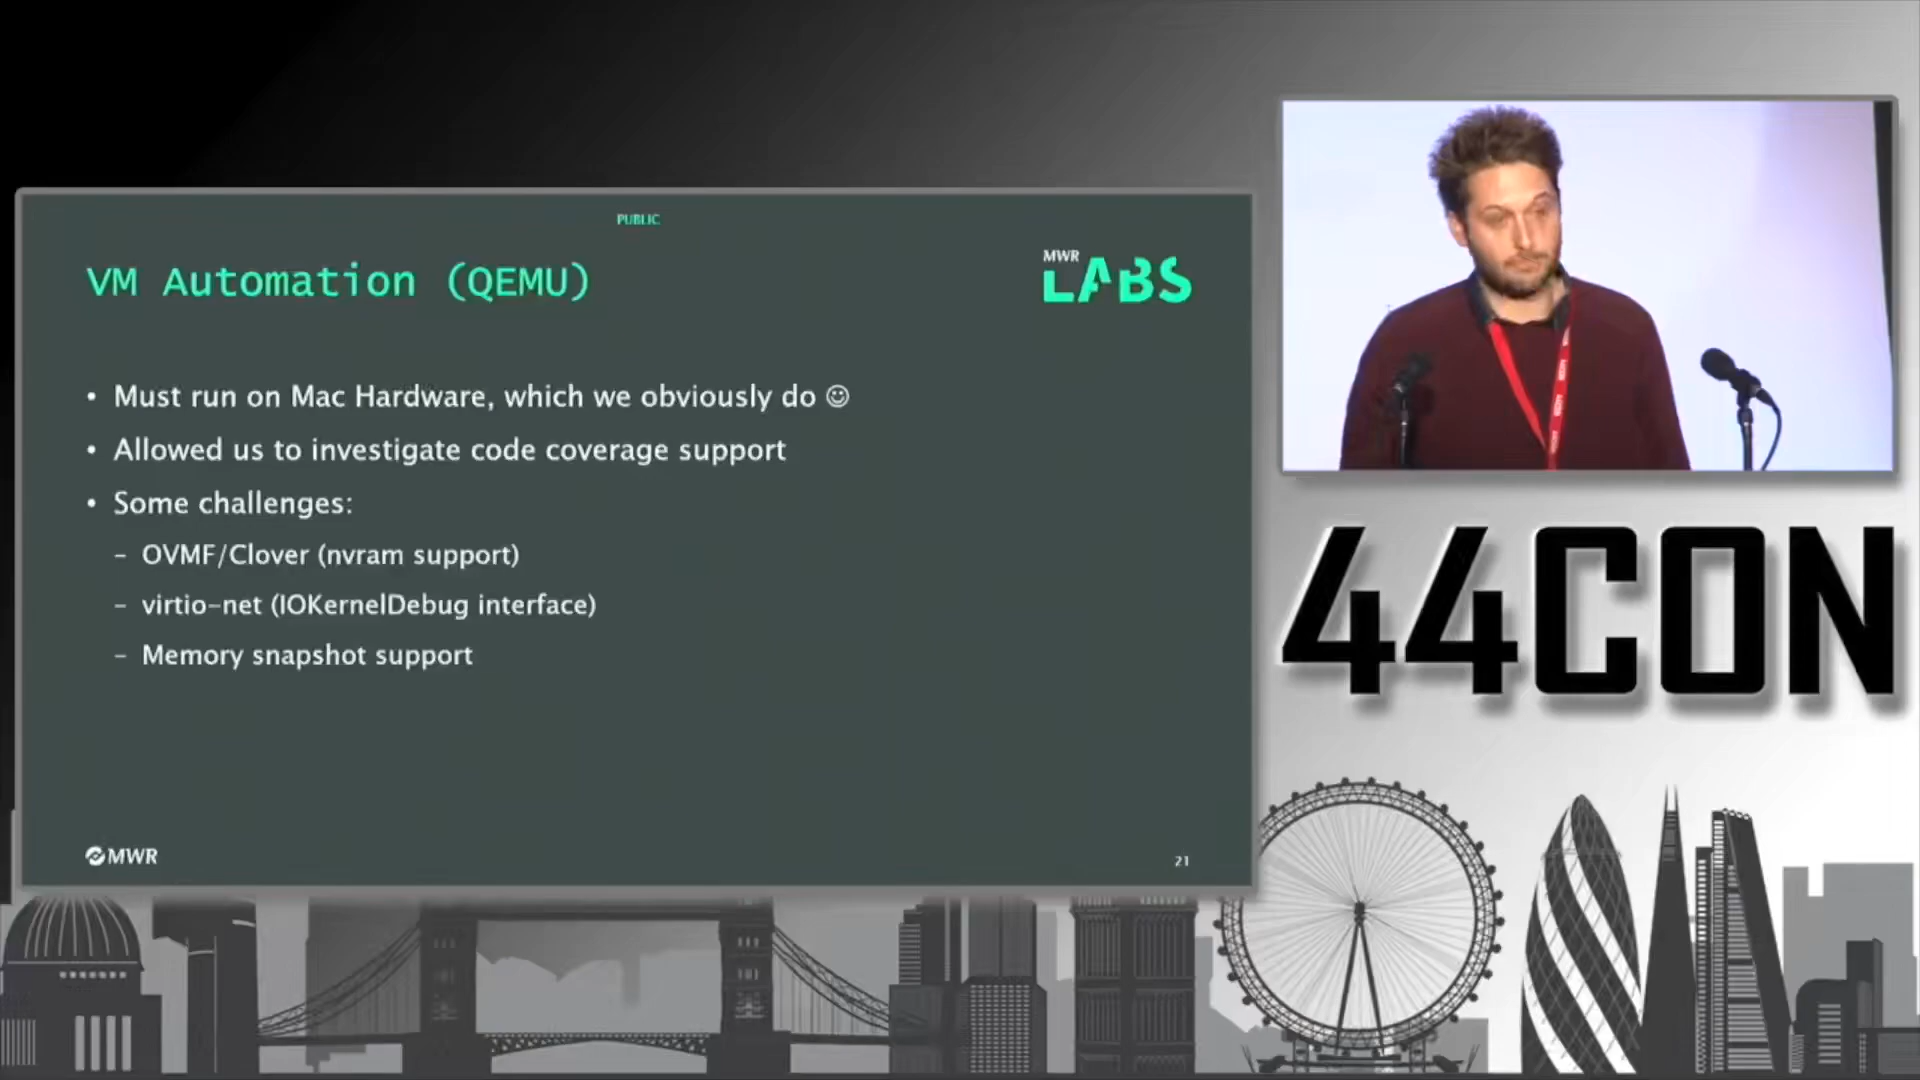 PUBLIC
VM Automation (QEMU)
MWR
LABS
• Must run on Mac Hardware, which we obviously do ☺
• Allowed us to investigate code coverage support
• Some challenges:
– OVMF/Clover (nvram support)
– virtio-net (IOKernelDebug interface)
– Memory snapshot support
MWR
21
44CON